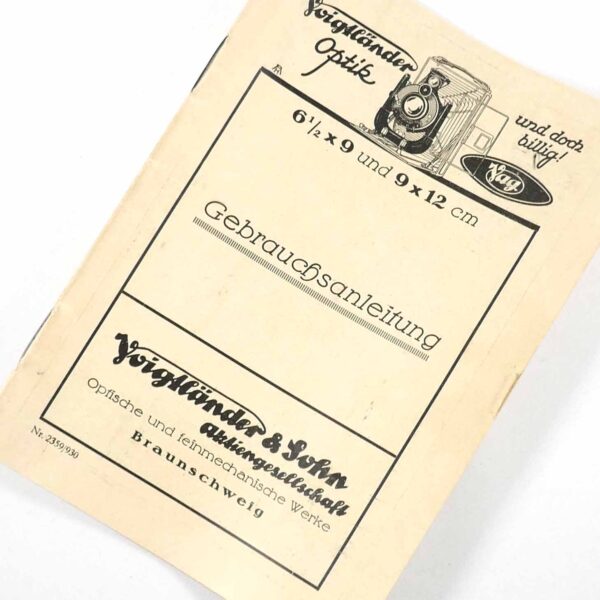 Voigtländer
Optik
und doch
billig!
Vag
6½ x 9 und 9 x 12 cm
Gebrauchsanleitung
Voigtländer & Sohn
Aktiengesellschaft
Optische und feinmechanische Werke
Braunschweig
Nr. 2359/930